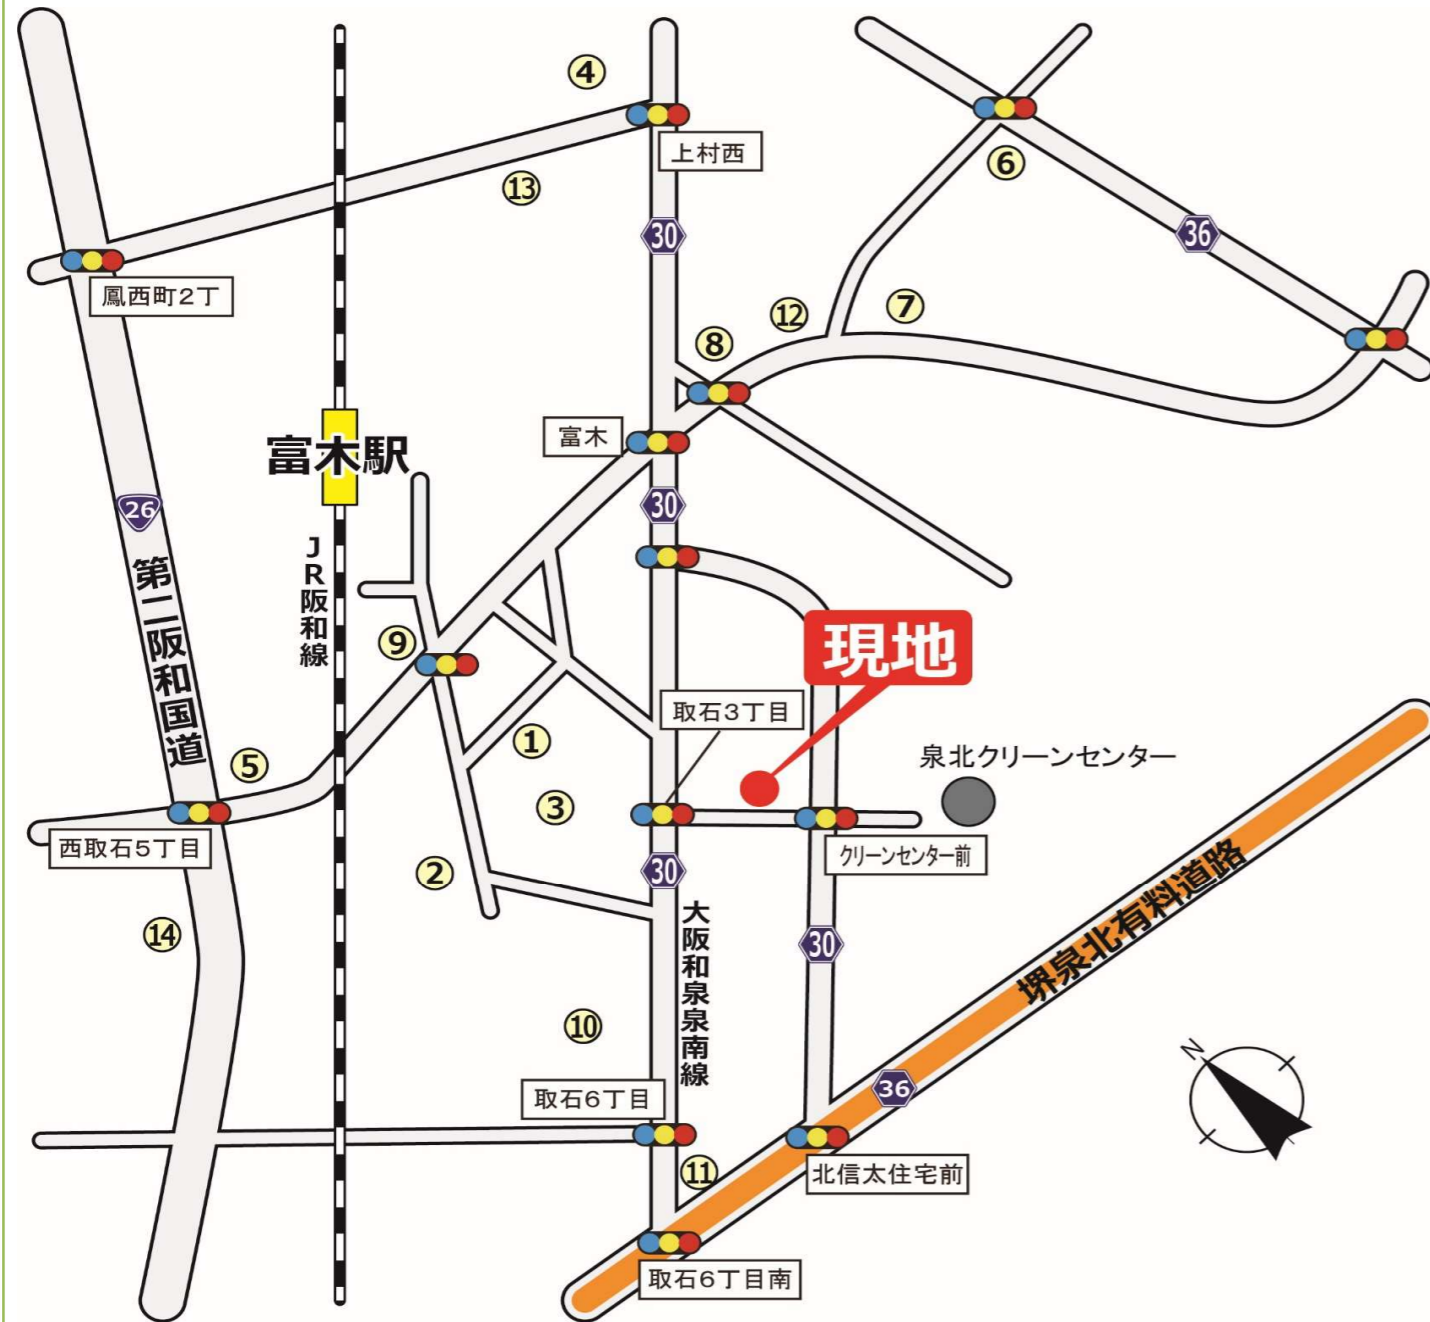 ④
上村西
⑥
⑬
30
36
鳳西町2丁
⑫
⑦
⑧
富木
富木駅
26
30
第二阪和国道
JR阪和線
現地
⑨
取石3丁目
①
泉北クリーンセンター
⑤
③
西取石5丁目
クリーンセンター前
②
30
大阪和泉泉南線
⑭
30
堺泉北有料道路
⑩
N
36
取石6丁目
⑪
北信太住宅前
取石6丁目南